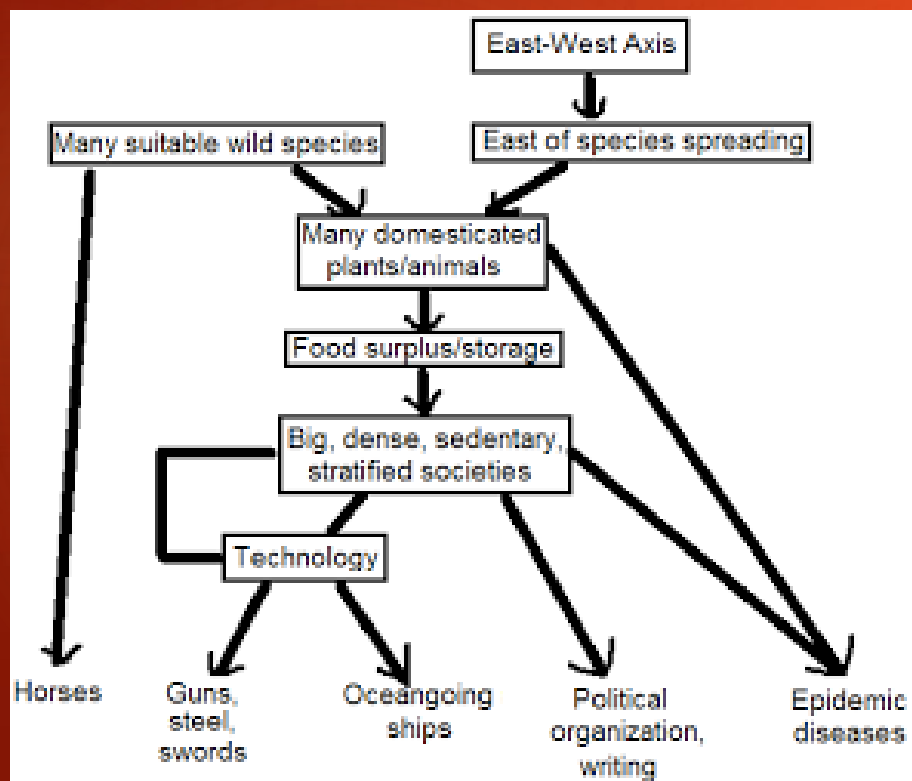 East-West Axis
Many suitable wild species
East of species spreading
Many domesticated
plants/animals
Food surplus/storage
Big, dense, sedentary,
stratified societies
Technology
Horses
Guns,
steel,
swords
Oceangoing
ships
Political
organization,
writing
Epidemic
diseases